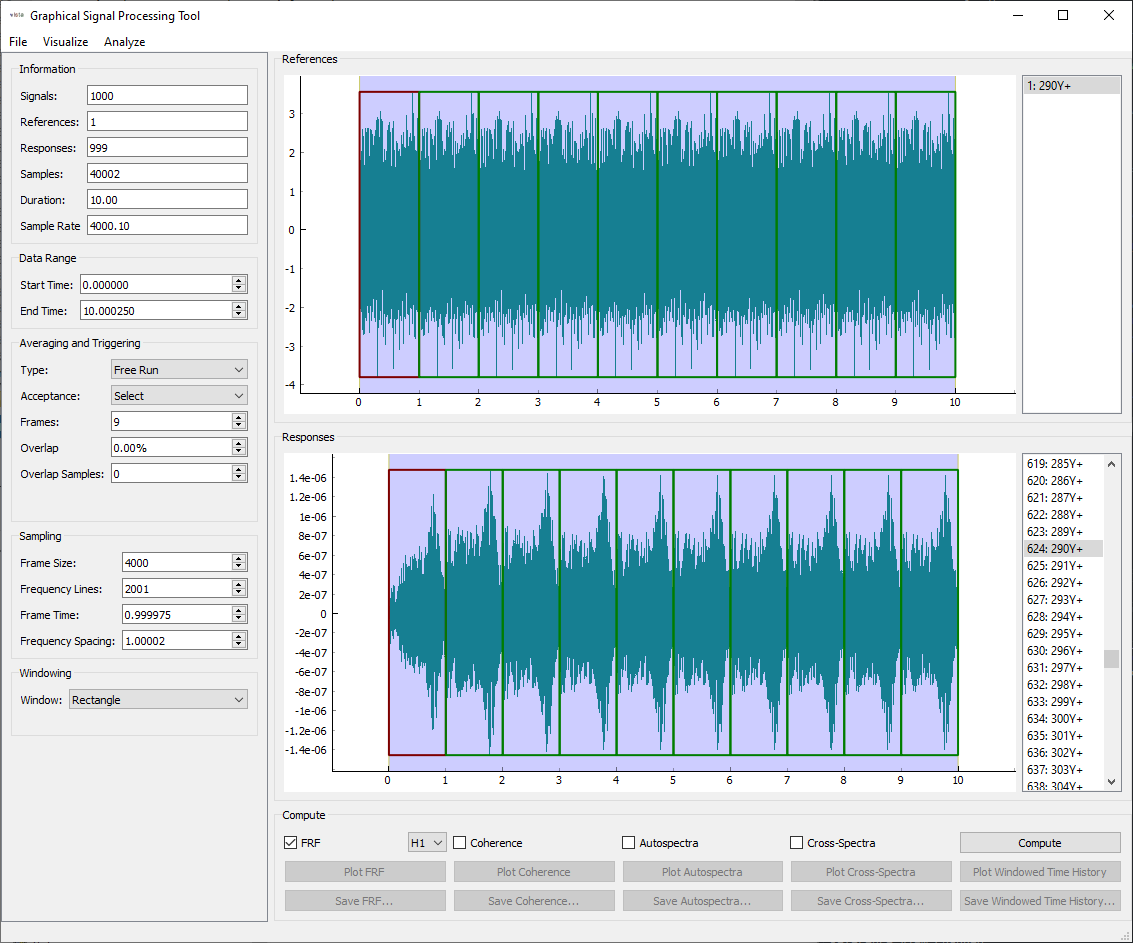 Graphical Signal Processing Tool
File Visualize Analyze
Information
Signals: 1000
References: 1
Responses: 999
Samples: 40002
Duration: 10.00
Sample Rate 4000.10
Data Range
Start Time: 0.000000
End Time: 10.000250
Averaging and Triggering
Type: Free Run
Acceptance: Select
Frames: 9
Overlap 0.00%
Overlap Samples: 0
Sampling
Frame Size: 4000
Frequency Lines: 2001
Frame Time: 0.999975
Frequency Spacing: 1.00002
Windowing
Window: Rectangle
References
3
2
1
0
-1
-2
-3
-4
0 1 2 3 4 5 6 7 8 9 10
1: 290Y+
Responses
1.4e-06
1.2e-06
1e-06
8e-07
6e-07
4e-07
2e-07
0
-2e-07
-4e-07
-6e-07
-8e-07
-1e-06
-1.2e-06
-1.4e-06
0 1 2 3 4 5 6 7 8 9 10
619: 285Y+
620: 286Y+
621: 287Y+
622: 288Y+
623: 289Y+
624: 290Y+
625: 291Y+
626: 292Y+
627: 293Y+
628: 294Y+
629: 295Y+
630: 296Y+
631: 297Y+
632: 298Y+
633: 299Y+
634: 300Y+
635: 301Y+
636: 302Y+
637: 303Y+
638: 304Y+
Compute
FRF H1 Coherence Autospectra Cross-Spectra Compute
Plot FRF Plot Coherence Plot Autospectra Plot Cross-Spectra Plot Windowed Time History
Save FRF... Save Coherence... Save Autospectra... Save Cross-Spectra... Save Windowed Time History...